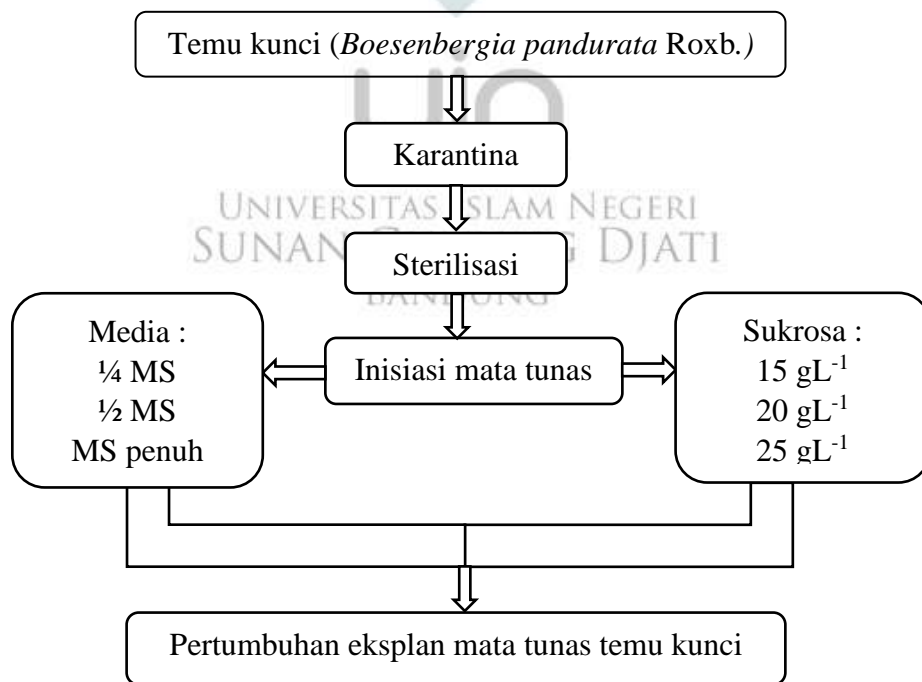 Temu kunci (Boesenbergia pandurata Roxb.)
Uin
Karantina
UNIVERSITAS ISLAM NEGERI
SUNAN G G DJATI
Sterilisasi
BANDUNG
Media :
¼ MS
½ MS
MS penuh
Inisiasi mata tunas
Sukrosa :
15 gL⁻¹
20 gL⁻¹
25 gL⁻¹
Pertumbuhan eksplan mata tunas temu kunci